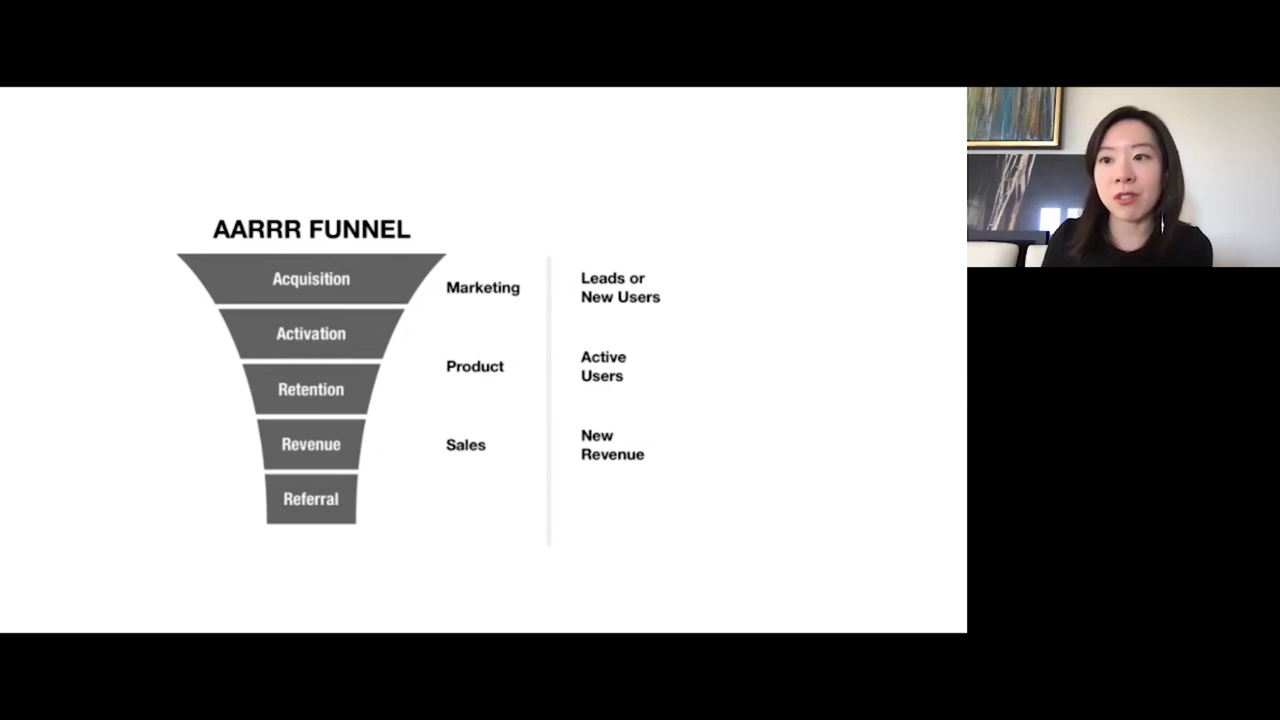 AARRR FUNNEL
Acquisition
Activation
Retention
Revenue
Referral
Marketing
Product
Sales
Leads or
New Users
Active
Users
New
Revenue